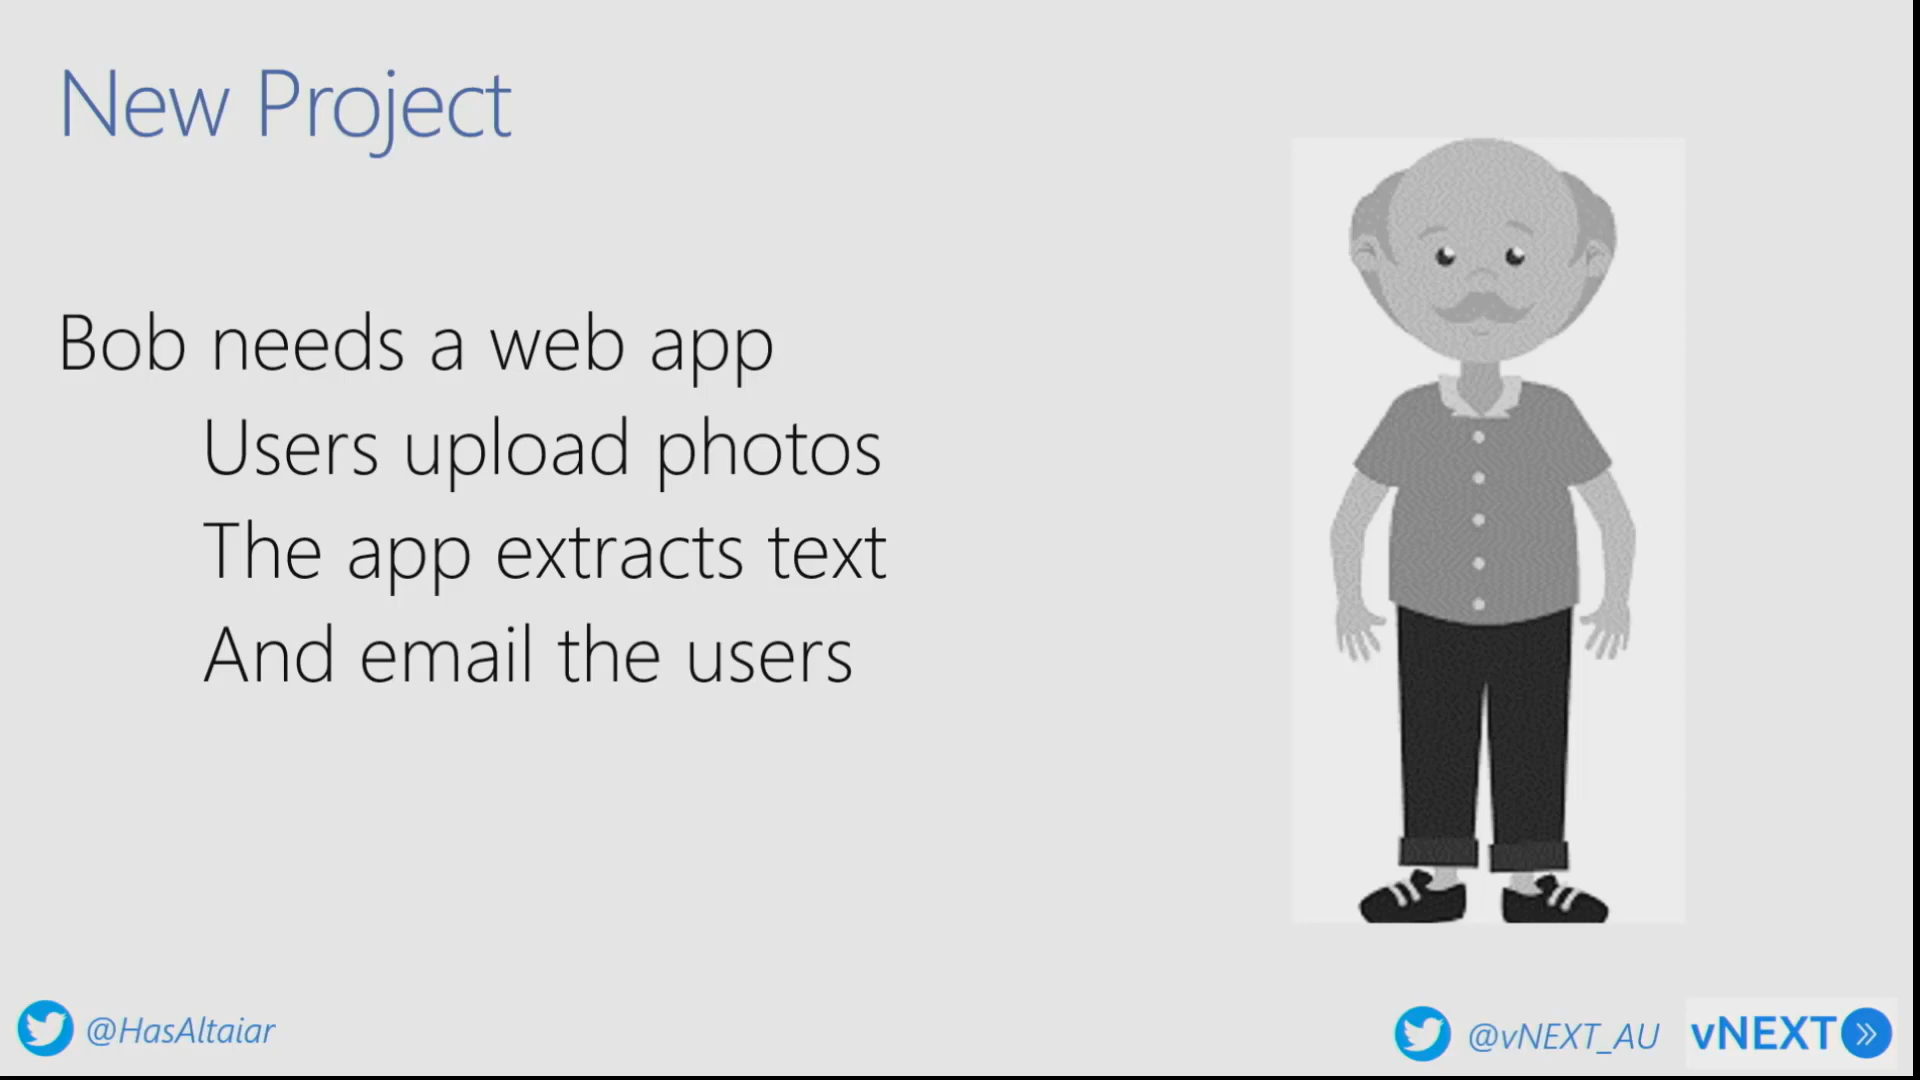 New Project
Bob needs a web app
Users upload photos
The app extracts text
And email the users
@HasAltaiar
@vNEXT_AU
vNEXT